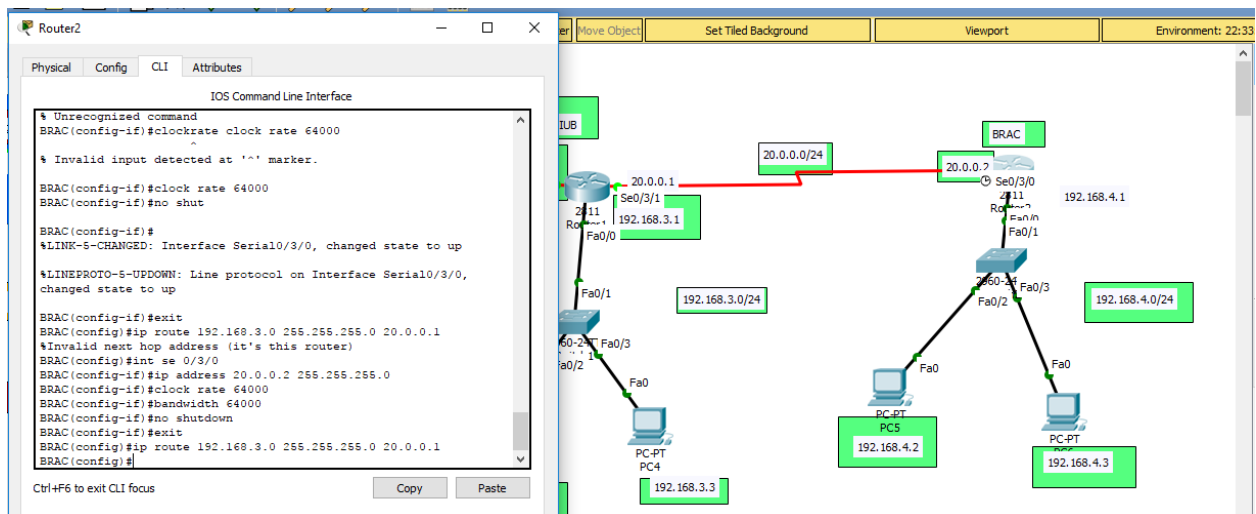 Router2
Physical Config CLI Attributes
IOS Command Line Interface
% Unrecognized command
BRAC(config-if)#clockrate clock rate 64000
^
% Invalid input detected at '^' marker.
BRAC(config-if)#clock rate 64000
BRAC(config-if)#no shut
BRAC(config-if)#
%LINK-5-CHANGED: Interface Serial0/3/0, changed state to up
%LINEPROTO-5-UPDOWN: Line protocol on Interface Serial0/3/0,
changed state to up
BRAC(config-if)#exit
BRAC(config)#ip route 192.168.3.0 255.255.255.0 20.0.0.1
%Invalid next hop address (it's this router)
BRAC(config)#int se 0/3/0
BRAC(config-if)#ip address 20.0.0.2 255.255.255.0
BRAC(config-if)#clock rate 64000
BRAC(config-if)#bandwidth 64000
BRAC(config-if)#no shutdown
BRAC(config-if)#exit
BRAC(config)#ip route 192.168.3.0 255.255.255.0 20.0.0.1
BRAC(config)#
Ctrl+F6 to exit CLI focus
Copy Paste
Move Object Set Tiled Background Viewport Environment: 22:33
IUB
BRAC
20.0.0.0/24
20.0.0.2
20.0.0.1
Se0/3/0
Se0/3/1
192.168.4.1
2811
192.168.3.1
Fa0/0
Fa0/0
Fa0/1
Fa0/1
192.168.3.0/24
Fa0/3
Fa0/2
192.168.4.0/24
Fa0/3
Fa0
Fa0
Fa0
PC-PT
PC5
192.168.4.2
PC-PT
192.168.4.3
PC-PT
PC4
192.168.3.3